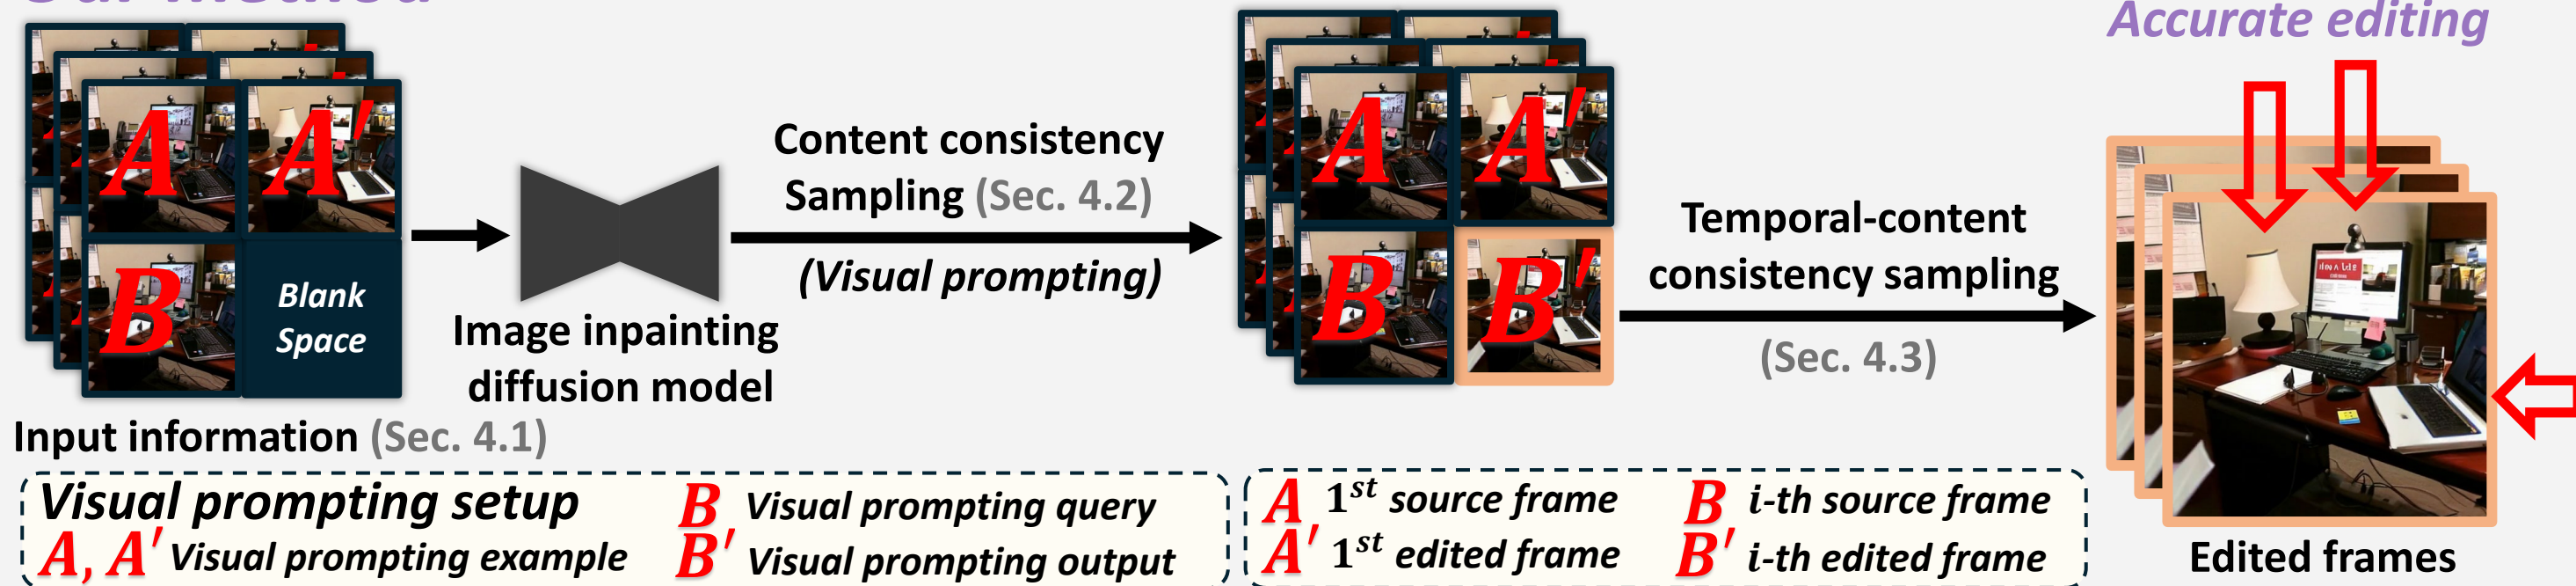 Our method
A
A'
B
Blank
Space
Input information (Sec. 4.1)
Image inpainting
diffusion model
Content consistency
Sampling (Sec. 4.2)
(Visual prompting)
A
A'
B
B'
Temporal-content
consistency sampling
(Sec. 4.3)
Accurate editing
Edited frames
Visual prompting setup
A, A' Visual prompting example
B Visual prompting query
B' Visual prompting output
A 1st source frame
A' 1st edited frame
B i-th source frame
B' i-th edited frame